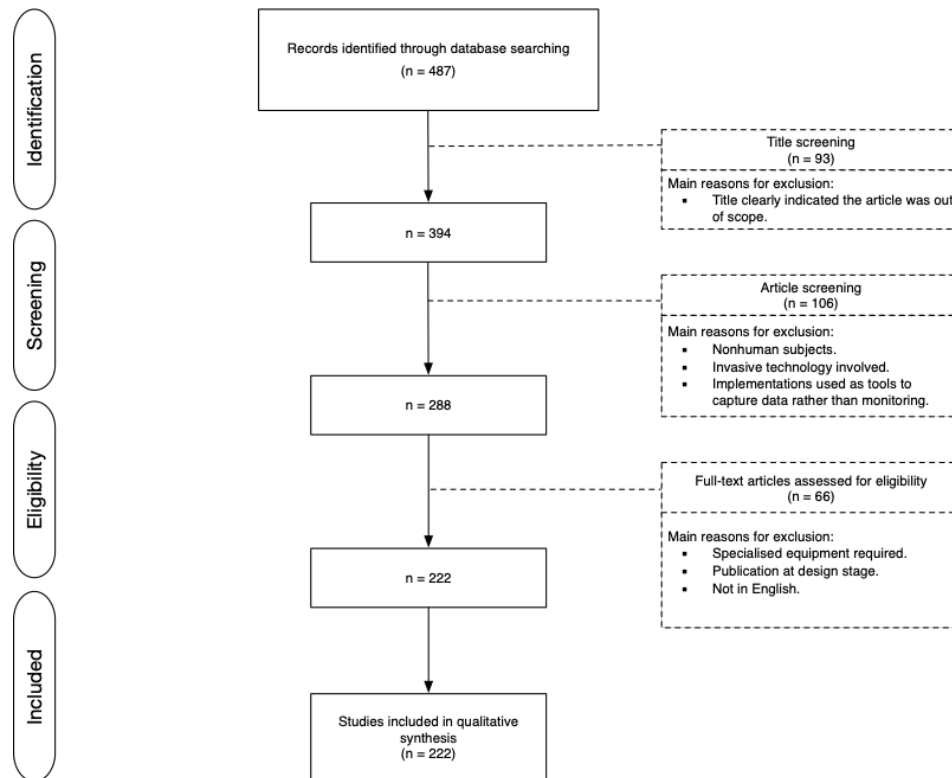 Identification
Records identified through database searching
(n = 487)
Title screening
(n = 93)
Main reasons for exclusion:
▪ Title clearly indicated the article was out
of scope.
n = 394
Screening
Article screening
(n = 106)
Main reasons for exclusion:
▪ Nonhuman subjects.
▪ Invasive technology involved.
▪ Implementations used as tools to
capture data rather than monitoring.
n = 288
Eligibility
Full-text articles assessed for eligibility
(n = 66)
Main reasons for exclusion:
▪ Specialised equipment required.
▪ Publication at design stage.
▪ Not in English.
n = 222
Included
Studies included in qualitative
synthesis
(n = 222)